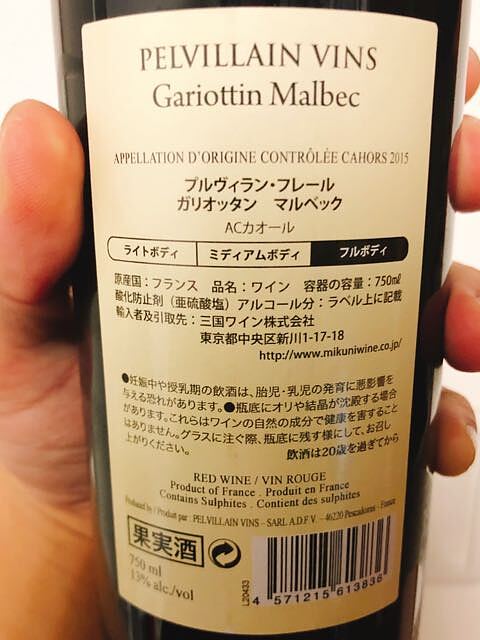 PELVILLAIN VINS
Gariottin Malbec
APPELLATION D'ORIGINE CONTRÔLÉE CAHORS 2015
プルヴィラン・フレール
ガリオッタン マルベック
ACカオール
ライトボディ ミディアムボディ フルボディ
原産国：フランス 品名：ワイン 容器の容量：750㎖
酸化防止剤（亜硫酸塩）アルコール分：ラベル上に記載
輸入者及引取先：三国ワイン株式会社
東京都中央区新川1-17-18
http://www.mikuniwine.co.jp/
●妊娠中や授乳期の飲酒は、胎児・乳児の発育に悪影響を
与える恐れがあります。●瓶底にオリや結晶が沈殿する場合
があります。これらはワインの自然の成分で健康を害すること
はありません。グラスに注ぐ際、瓶底に残す様にして、お召し
上がりください。 飲酒は20歳を過ぎてから
RED WINE / VIN ROUGE
Product of France . Produit en France
Contains Sulphites . Contient des sulphites
Produced by / Produit par : PELVILLAIN VINS – SARL A.D.F.V. – 46220 Pescadoires - France
果実酒
750 ml
13% alc./vol
L20433
4 571215 613838